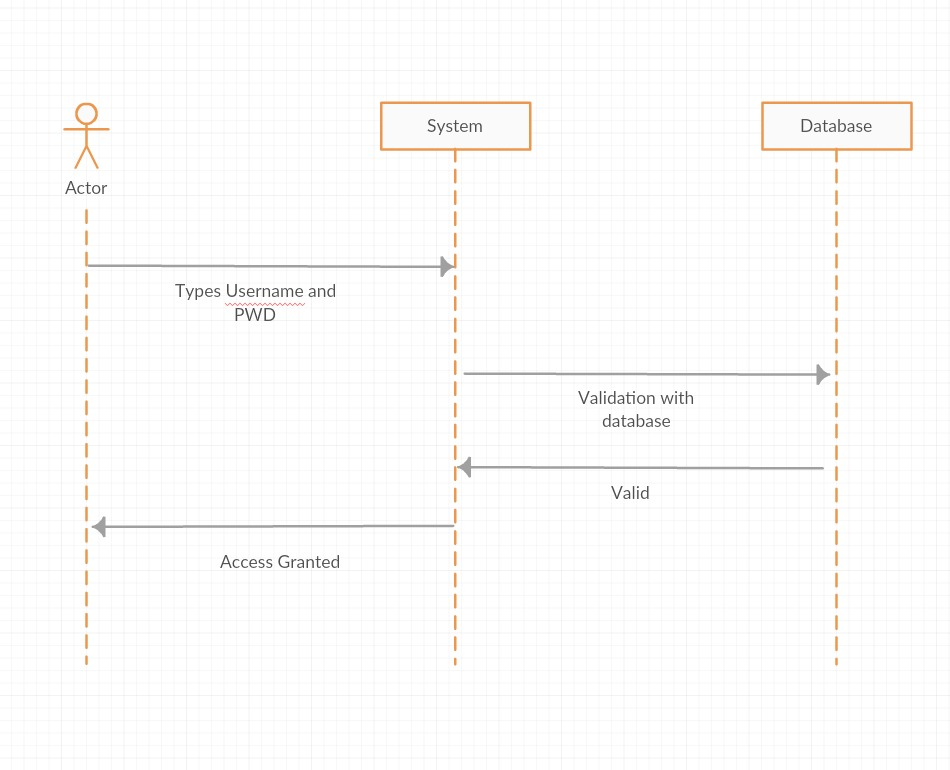 System
Database
Actor
Types Username and
PWD
Validation with
database
Valid
Access Granted